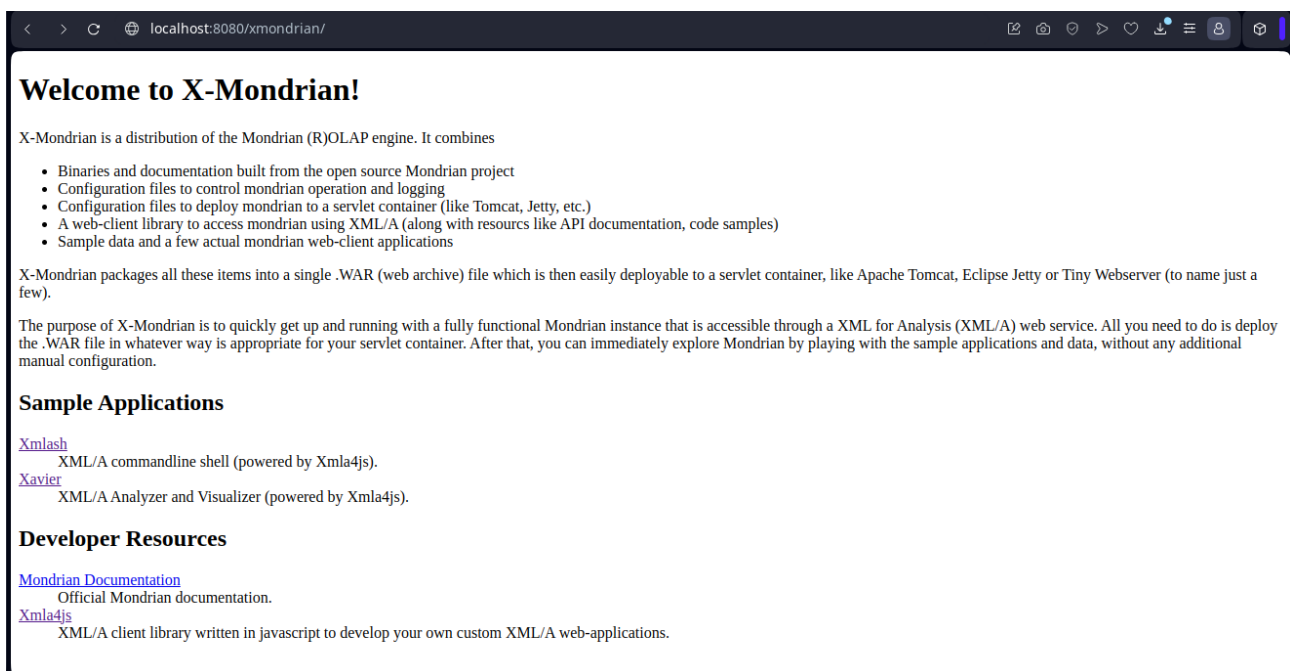 localhost:8080/xmondrian/
Welcome to X-Mondrian!
X-Mondrian is a distribution of the Mondrian (R)OLAP engine. It combines
Binaries and documentation built from the open source Mondrian project
Configuration files to control mondrian operation and logging
Configuration files to deploy mondrian to a servlet container (like Tomcat, Jetty, etc.)
A web-client library to access mondrian using XML/A (along with resourcs like API documentation, code samples)
Sample data and a few actual mondrian web-client applications
X-Mondrian packages all these items into a single .WAR (web archive) file which is then easily deployable to a servlet container, like Apache Tomcat, Eclipse Jetty or Tiny Webserver (to name just a
few).
The purpose of X-Mondrian is to quickly get up and running with a fully functional Mondrian instance that is accessible through a XML for Analysis (XML/A) web service. All you need to do is deploy
the .WAR file in whatever way is appropriate for your servlet container. After that, you can immediately explore Mondrian by playing with the sample applications and data, without any additional
manual configuration.
Sample Applications
Xmlash
XML/A commandline shell (powered by Xmla4js).
Xavier
XML/A Analyzer and Visualizer (powered by Xmla4js).
Developer Resources
Mondrian Documentation
Official Mondrian documentation.
Xmla4js
XML/A client library written in javascript to develop your own custom XML/A web-applications.